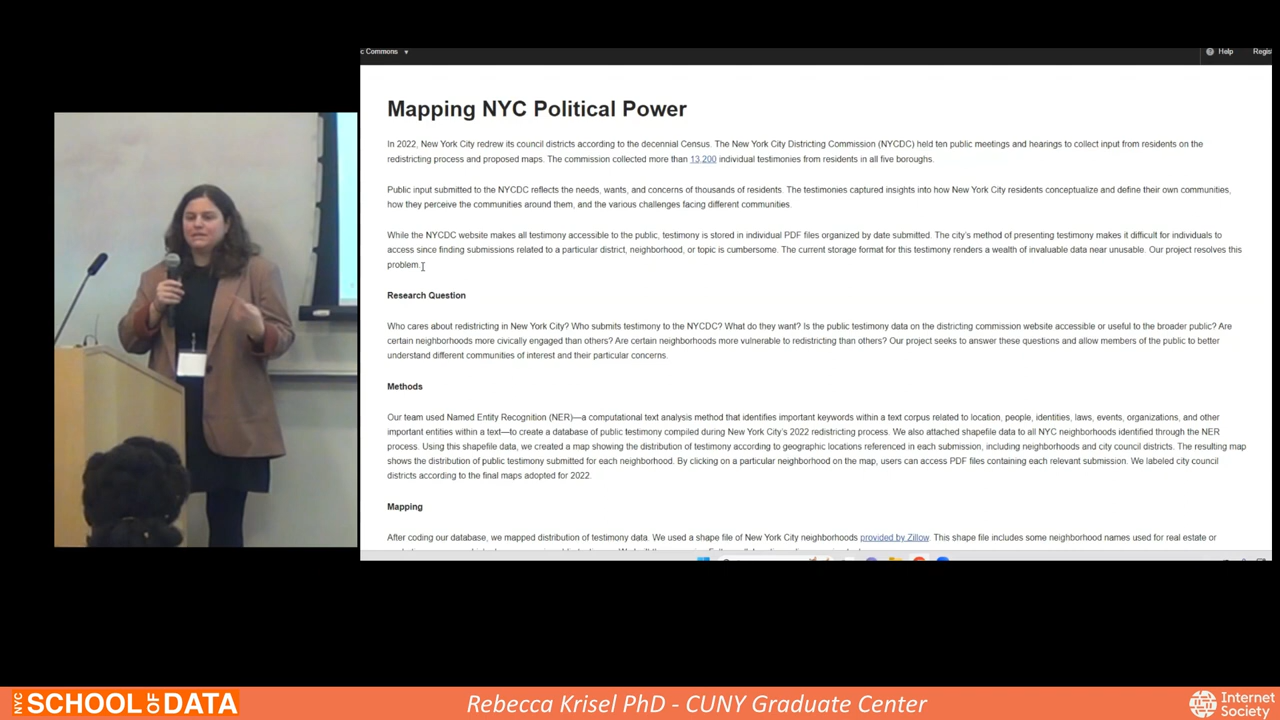 c Commons ▾
Help
Regis
Mapping NYC Political Power
In 2022, New York City redrew its council districts according to the decennial Census. The New York City Districting Commission (NYCDC) held ten public meetings and hearings to collect input from residents on the
redistricting process and proposed maps. The commission collected more than 13,200 individual testimonies from residents in all five boroughs.
Public input submitted to the NYCDC reflects the needs, wants, and concerns of thousands of residents. The testimonies captured insights into how New York City residents conceptualize and define their own communities,
how they perceive the communities around them, and the various challenges facing different communities.
While the NYCDC website makes all testimony accessible to the public, testimony is stored in individual PDF files organized by date submitted. The city's method of presenting testimony makes it difficult for individuals to
access since finding submissions related to a particular district, neighborhood, or topic is cumbersome. The current storage format for this testimony renders a wealth of invaluable data near unusable. Our project resolves this
problem.
Research Question
Who cares about redistricting in New York City? Who submits testimony to the NYCDC? What do they want? Is the public testimony data on the districting commission website accessible or useful to the broader public? Are
certain neighborhoods more civically engaged than others? Are certain neighborhoods more vulnerable to redistricting than others? Our project seeks to answer these questions and allow members of the public to better
understand different communities of interest and their particular concerns.
Methods
Our team used Named Entity Recognition (NER)—a computational text analysis method that identifies important keywords within a text corpus related to location, people, identities, laws, events, organizations, and other
important entities within a text—to create a database of public testimony compiled during New York City's 2022 redistricting process. We also attached shapefile data to all NYC neighborhoods identified through the NER
process. Using this shapefile data, we created a map showing the distribution of testimony according to geographic locations referenced in each submission, including neighborhoods and city council districts. The resulting map
shows the distribution of public testimony submitted for each neighborhood. By clicking on a particular neighborhood on the map, users can access PDF files containing each relevant submission. We labeled city council
districts according to the final maps adopted for 2022.
Mapping
After coding our database, we mapped distribution of testimony data. We used a shape file of New York City neighborhoods provided by Zillow. This shape file includes some neighborhood names used for real estate or
NYC SCHOOL OF DATA
Rebecca Krisel PhD - CUNY Graduate Center
Internet
Society